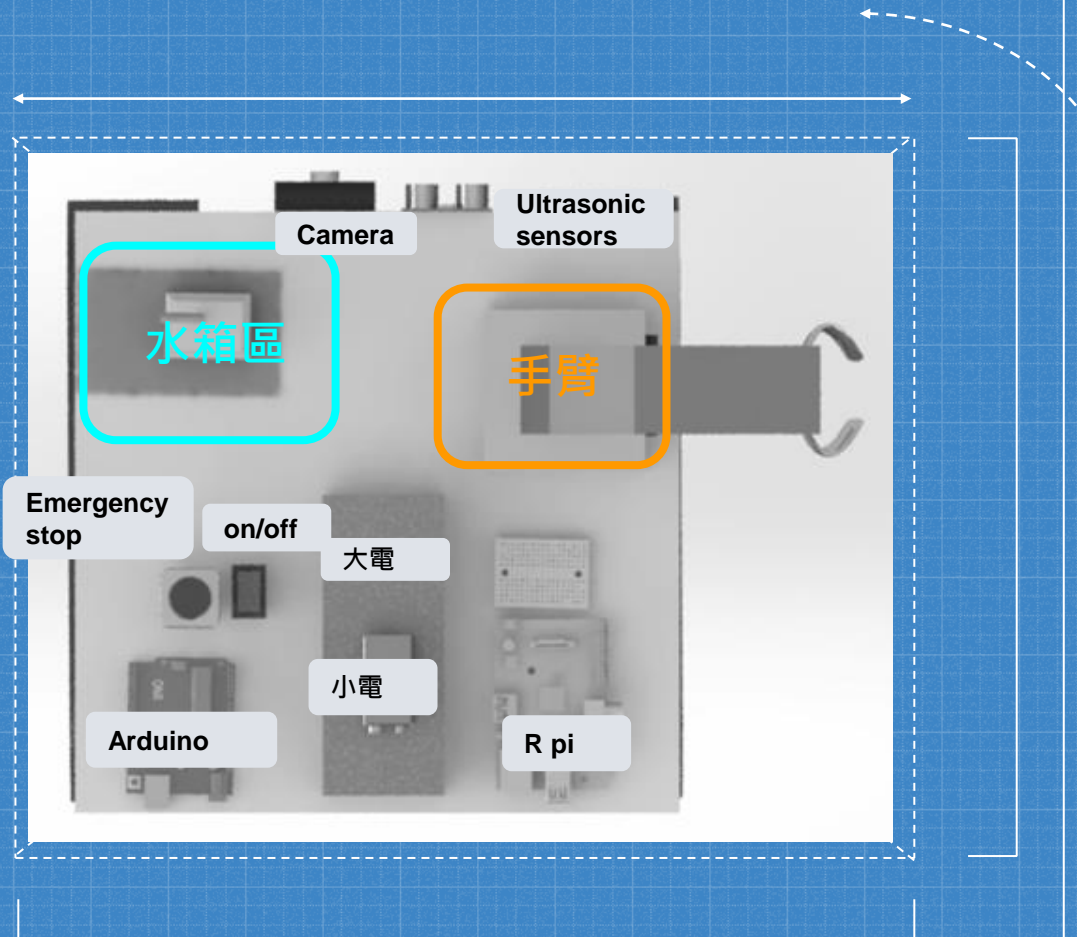 Camera
Ultrasonic
sensors
水箱區
手臂
Emergency
stop
on/off
大電
小電
Arduino
R pi